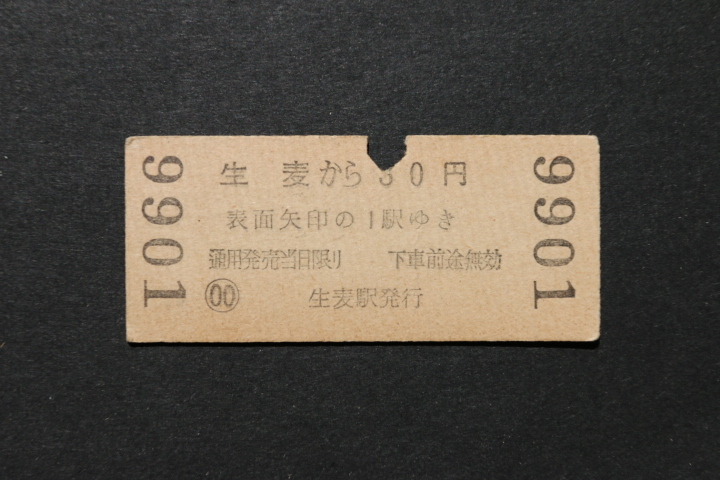 9901
生麦から30円
表面矢印の1駅ゆき
通用発売当日限り 下車前途無効
00 生麦駅発行
9901